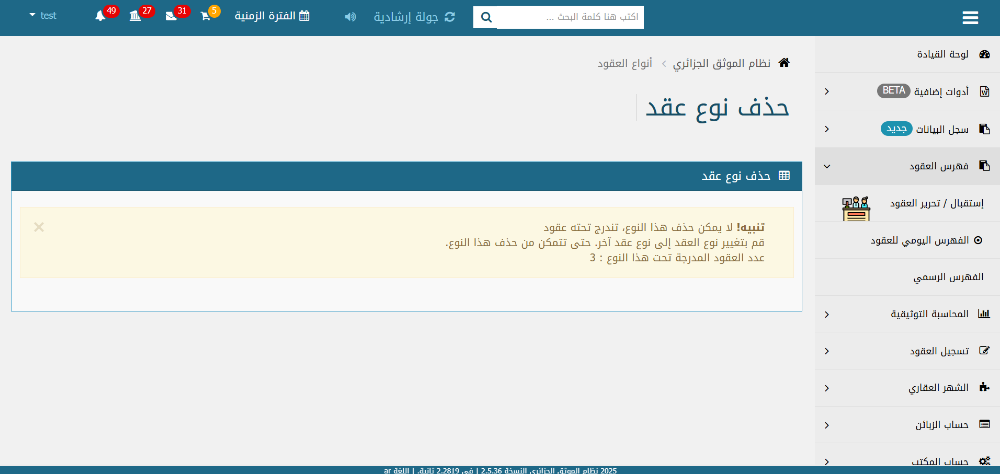 اكتب هنا كلمة البحث ...
جولة إرشادية
الفترة الزمنية
5
31
27
49
test
لوحة القيادة
أدوات إضافية BETA
سجل البيانات جديد
فهرس العقود
إستقبال / تحرير العقود
الفهرس اليومي للعقود
الفهرس الرسمي
المحاسبة التوثيقية
تسجيل العقود
الشهر العقاري
حساب الزبائن
حساب المكتب
نظام الموثق الجزائري
أنواع العقود
حذف نوع عقد
حذف نوع عقد
تنبيه! لا يمكن حذف هذا النوع، تندرج تحته عقود
قم بتغيير نوع العقد إلى نوع عقد آخر. حتى تتمكن من حذف هذا النوع.
عدد العقود المدرجة تحت هذا النوع : 3
2025 نظام الموثق الجزائري النسخة 2.5.36 | في 2.2819 ثانية. | اللغة ar